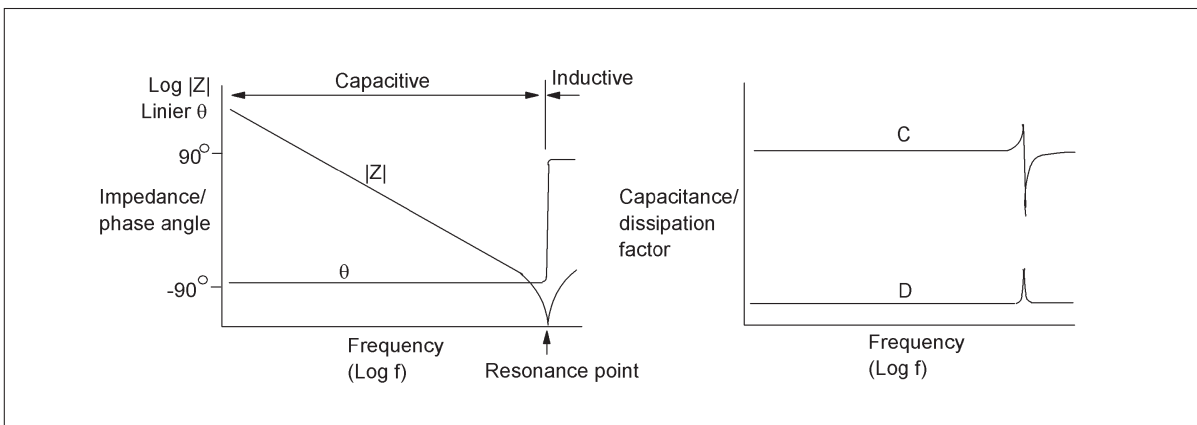 Log |Z|
Linier θ
Capacitive
Inductive
90°
|Z|
Impedance/
phase angle
θ
-90°
Frequency
(Log f)
Resonance point
C
Capacitance/
dissipation
factor
D
Frequency
(Log f)